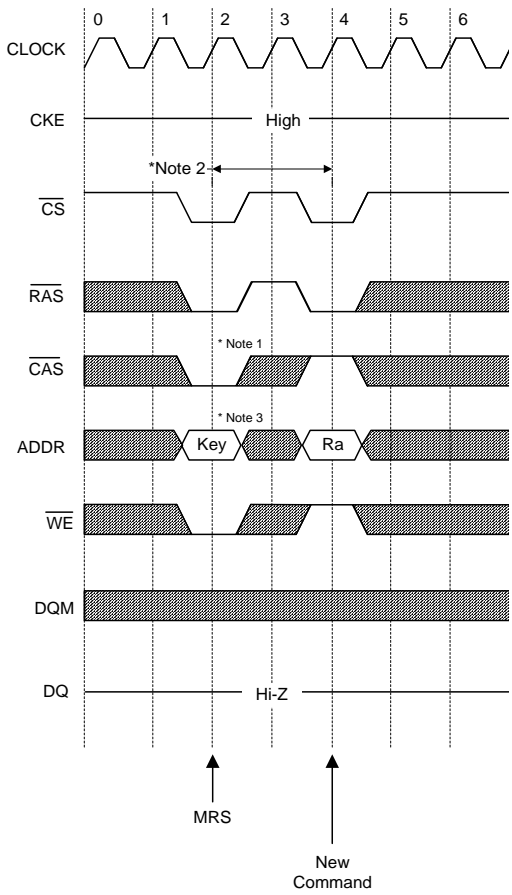 0 1 2 3 4 5 6
CLOCK
CKE High
*Note 2
CS
RAS
* Note 1
CAS
* Note 3
ADDR Key Ra
WE
DQM
DQ Hi-Z
MRS
New
Command